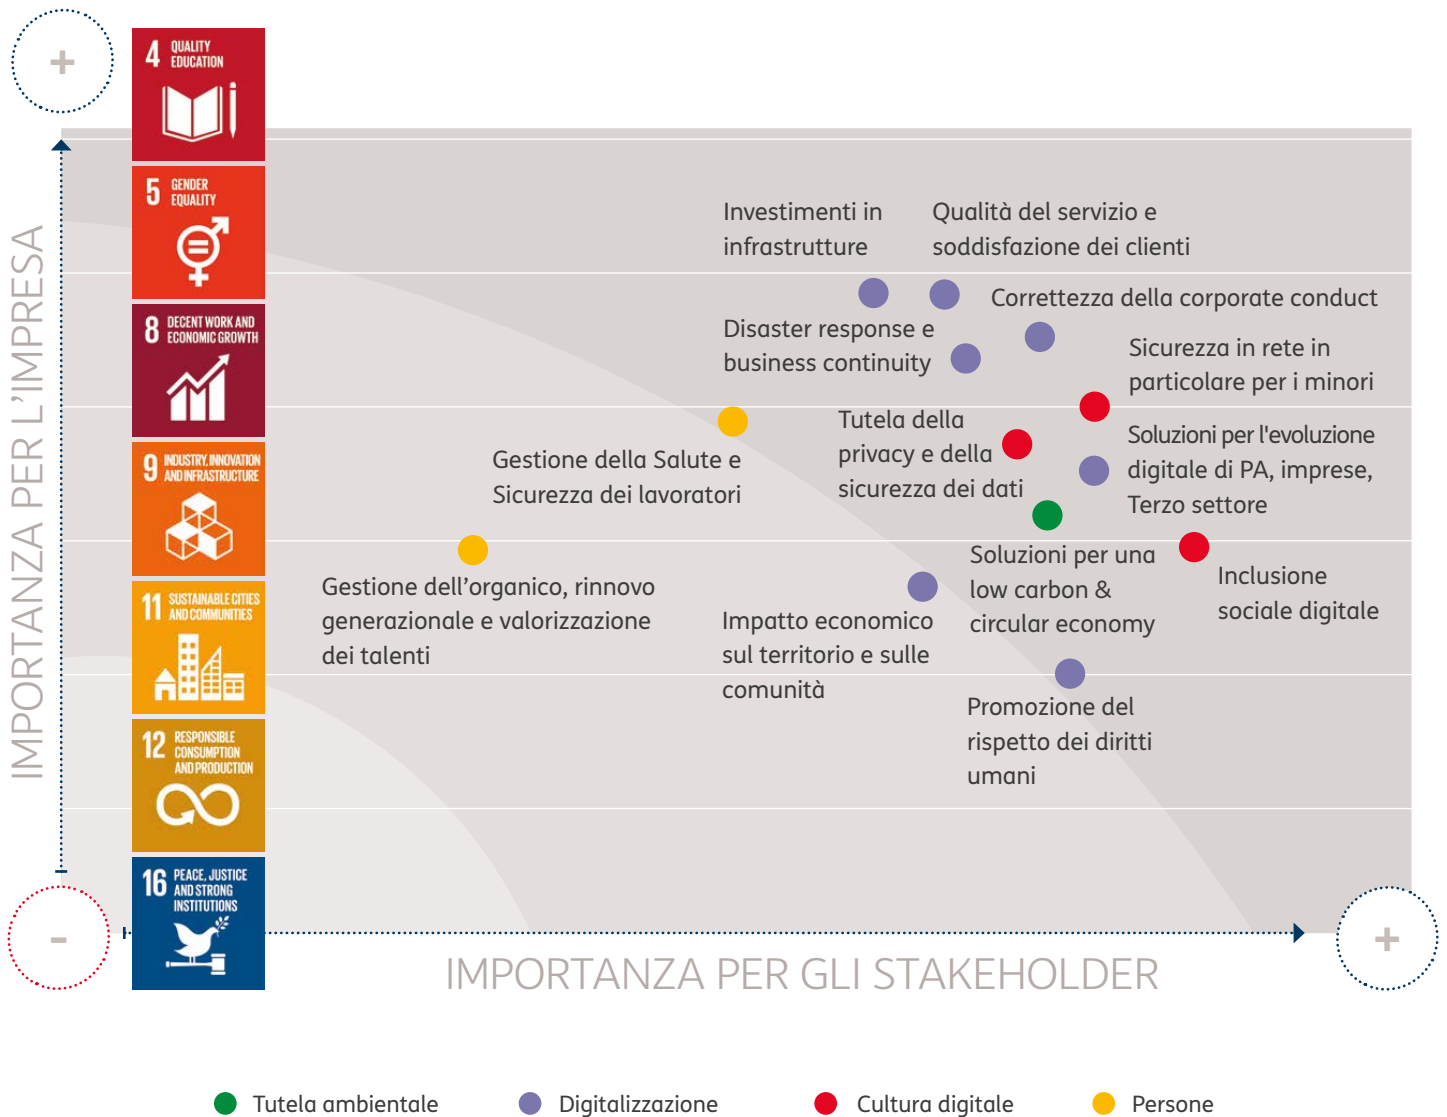 +
4 QUALITY
EDUCATION
5 GENDER
EQUALITY
8 DECENT WORK AND
ECONOMIC GROWTH
9 INDUSTRY, INNOVATION
AND INFRASTRUCTURE
11 SUSTAINABLE CITIES
AND COMMUNITIES
12 RESPONSIBLE
CONSUMPTION
AND PRODUCTION
16 PEACE, JUSTICE
AND STRONG
INSTITUTIONS
IMPORTANZA PER L'IMPRESA
Investimenti in
infrastrutture
Qualità del servizio e
soddisfazione dei clienti
Correttezza della corporate conduct
Disaster response e
business continuity
Sicurezza in rete in
particolare per i minori
Tutela della
privacy e della
sicurezza dei dati
Soluzioni per l'evoluzione
digitale di PA, imprese,
Terzo settore
Gestione della Salute e
Sicurezza dei lavoratori
Soluzioni per una
low carbon &
circular economy
Inclusione
sociale digitale
Gestione dell'organico, rinnovo
generazionale e valorizzazione
dei talenti
Impatto economico
sul territorio e sulle
comunità
Promozione del
rispetto dei diritti
umani
-
+
IMPORTANZA PER GLI STAKEHOLDER
Tutela ambientale
Digitalizzazione
Cultura digitale
Persone